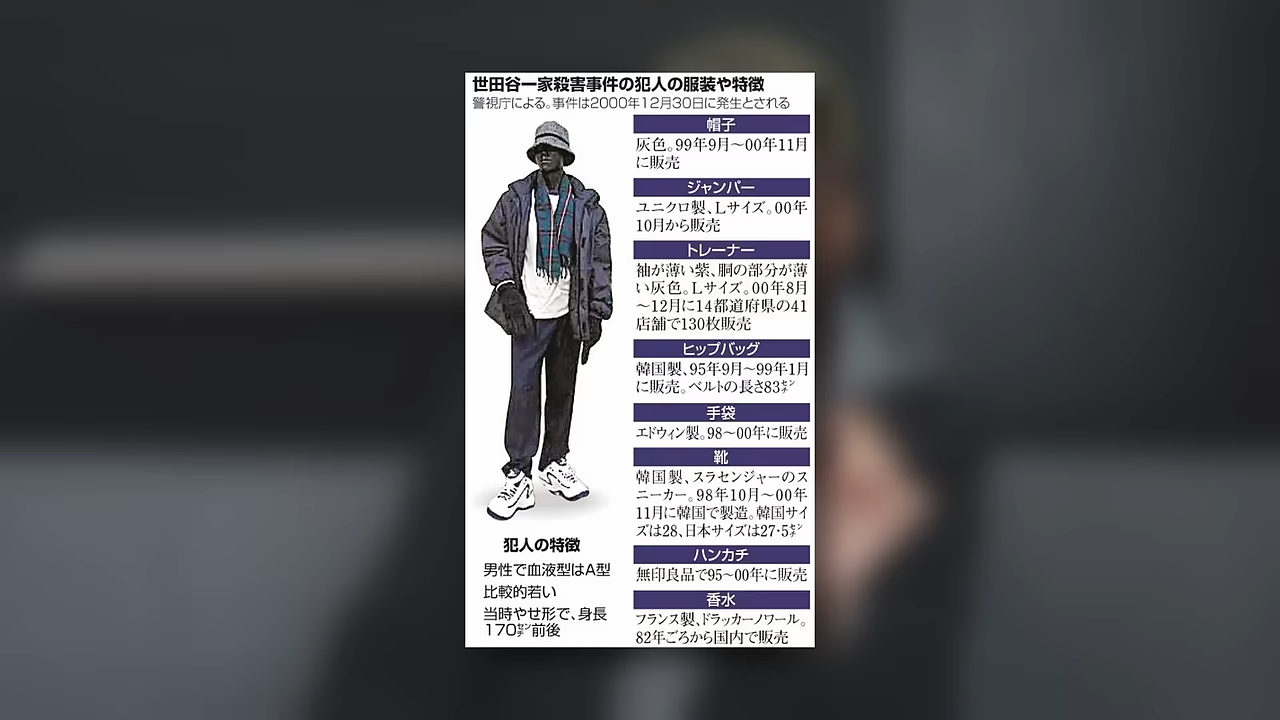 世田谷一家殺害事件の犯人の服装や特徴
警視庁による。事件は2000年12月30日に発生とされる
帽子
灰色。99年9月～00年11月
に販売
ジャンパー
ユニクロ製、Lサイズ。00年
10月から販売
トレーナー
袖が薄い紫、胴の部分が薄
い灰色。Lサイズ。00年8月
～12月に14都道府県の41
店舗で130枚販売
ヒップバッグ
韓国製、95年9月～99年1月
に販売。ベルトの長さ83センチ
手袋
エドウィン製。98～00年に販売
靴
韓国製、スラセンジャーのス
ニーカー。98年10月～00年
11月に韓国で製造。韓国サイ
ズは28、日本サイズは27・5センチ
ハンカチ
無印良品で95～00年に販売
香水
フランス製、ドラッカーノワール。
82年ごろから国内で販売
犯人の特徴
男性で血液型はA型
比較的若い
当時やせ形で、身長
170センチ前後